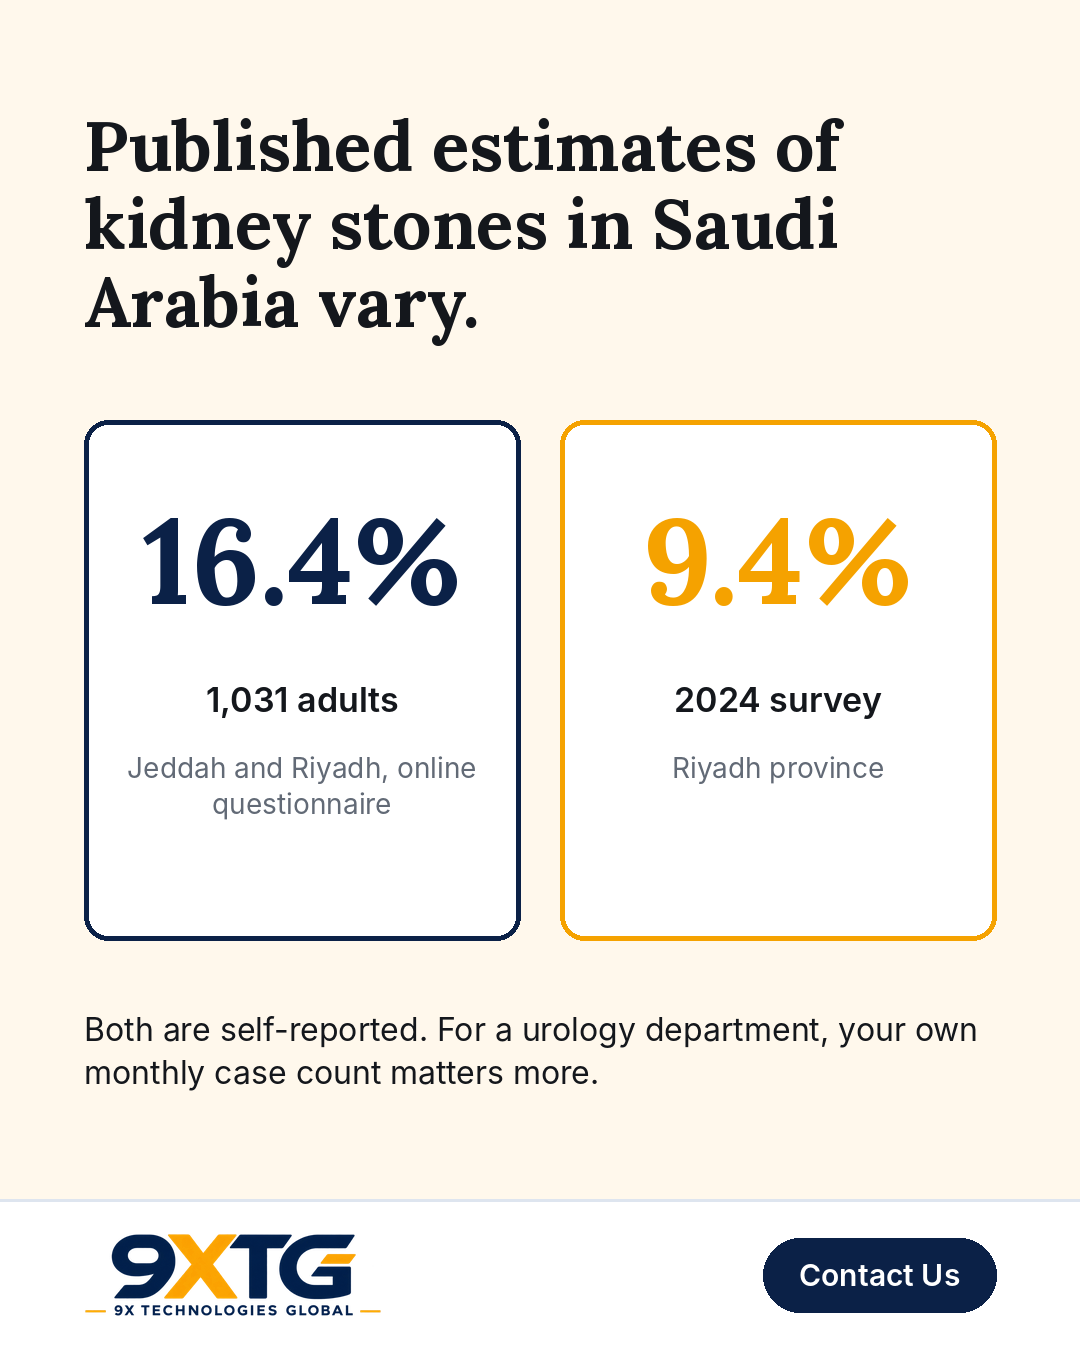 Published estimates of
kidney stones in Saudi
Arabia vary.
16.4%
1,031 adults
Jeddah and Riyadh, online
questionnaire
9.4%
2024 survey
Riyadh province
Both are self-reported. For a urology department, your own
monthly case count matters more.
9XTG
9X TECHNOLOGIES GLOBAL
Contact Us